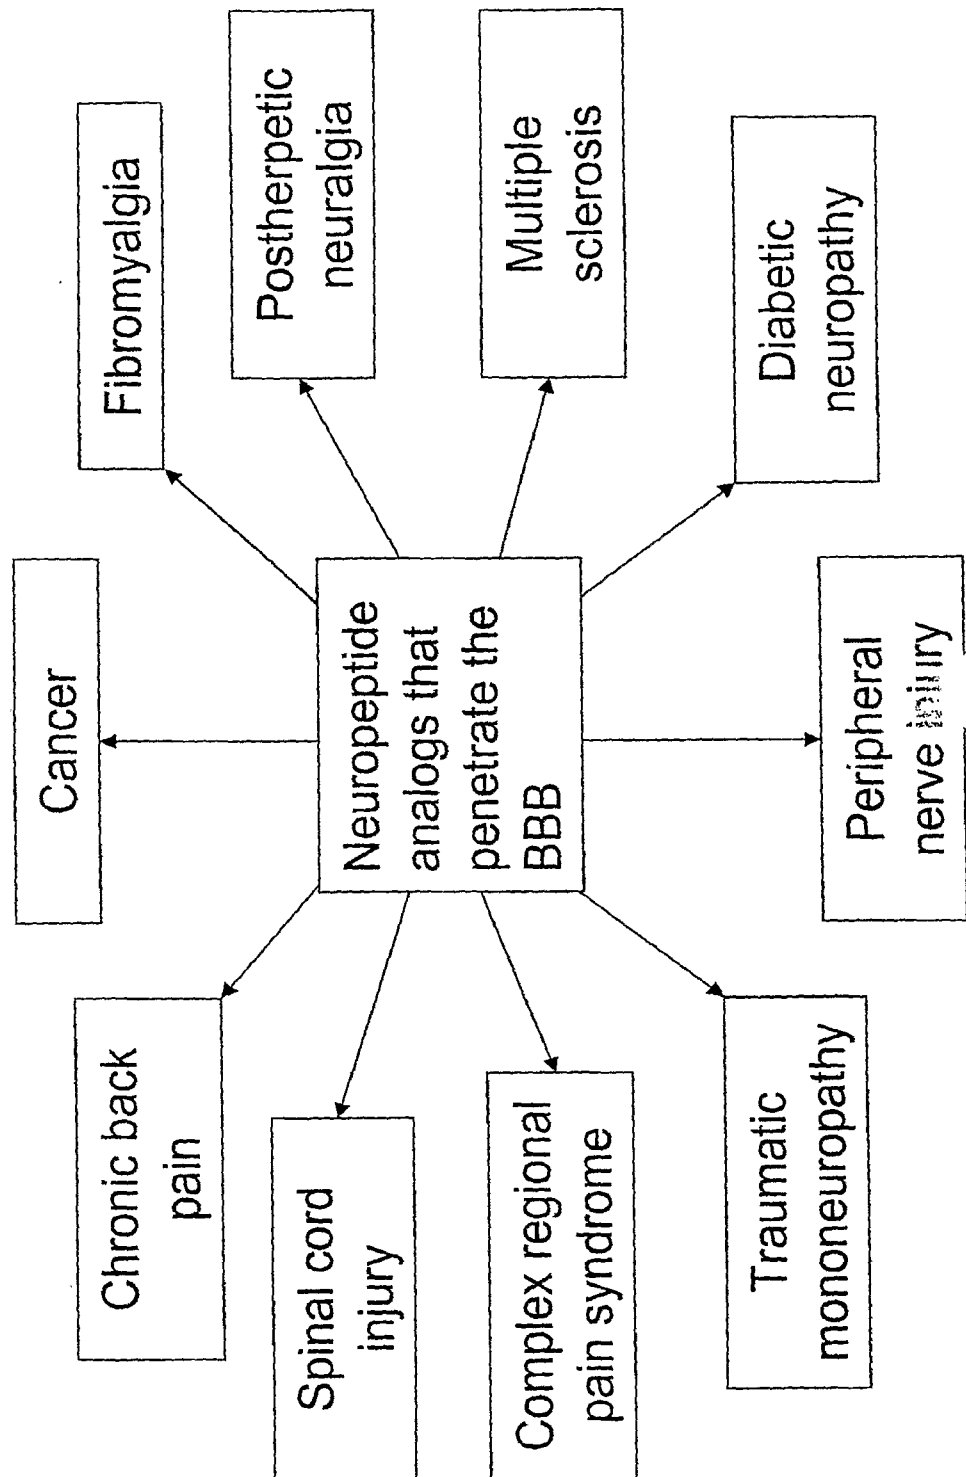 Cancer
Fibromyalgia
Postherpetic
neuralgia
Multiple
sclerosis
Diabetic
neuropathy
Peripheral
nerve injury
Traumatic
mononeuropathy
Complex regional
pain syndrome
Spinal cord
injury
Chronic back
pain
Neuropeptide
analogs that
penetrate the
BBB